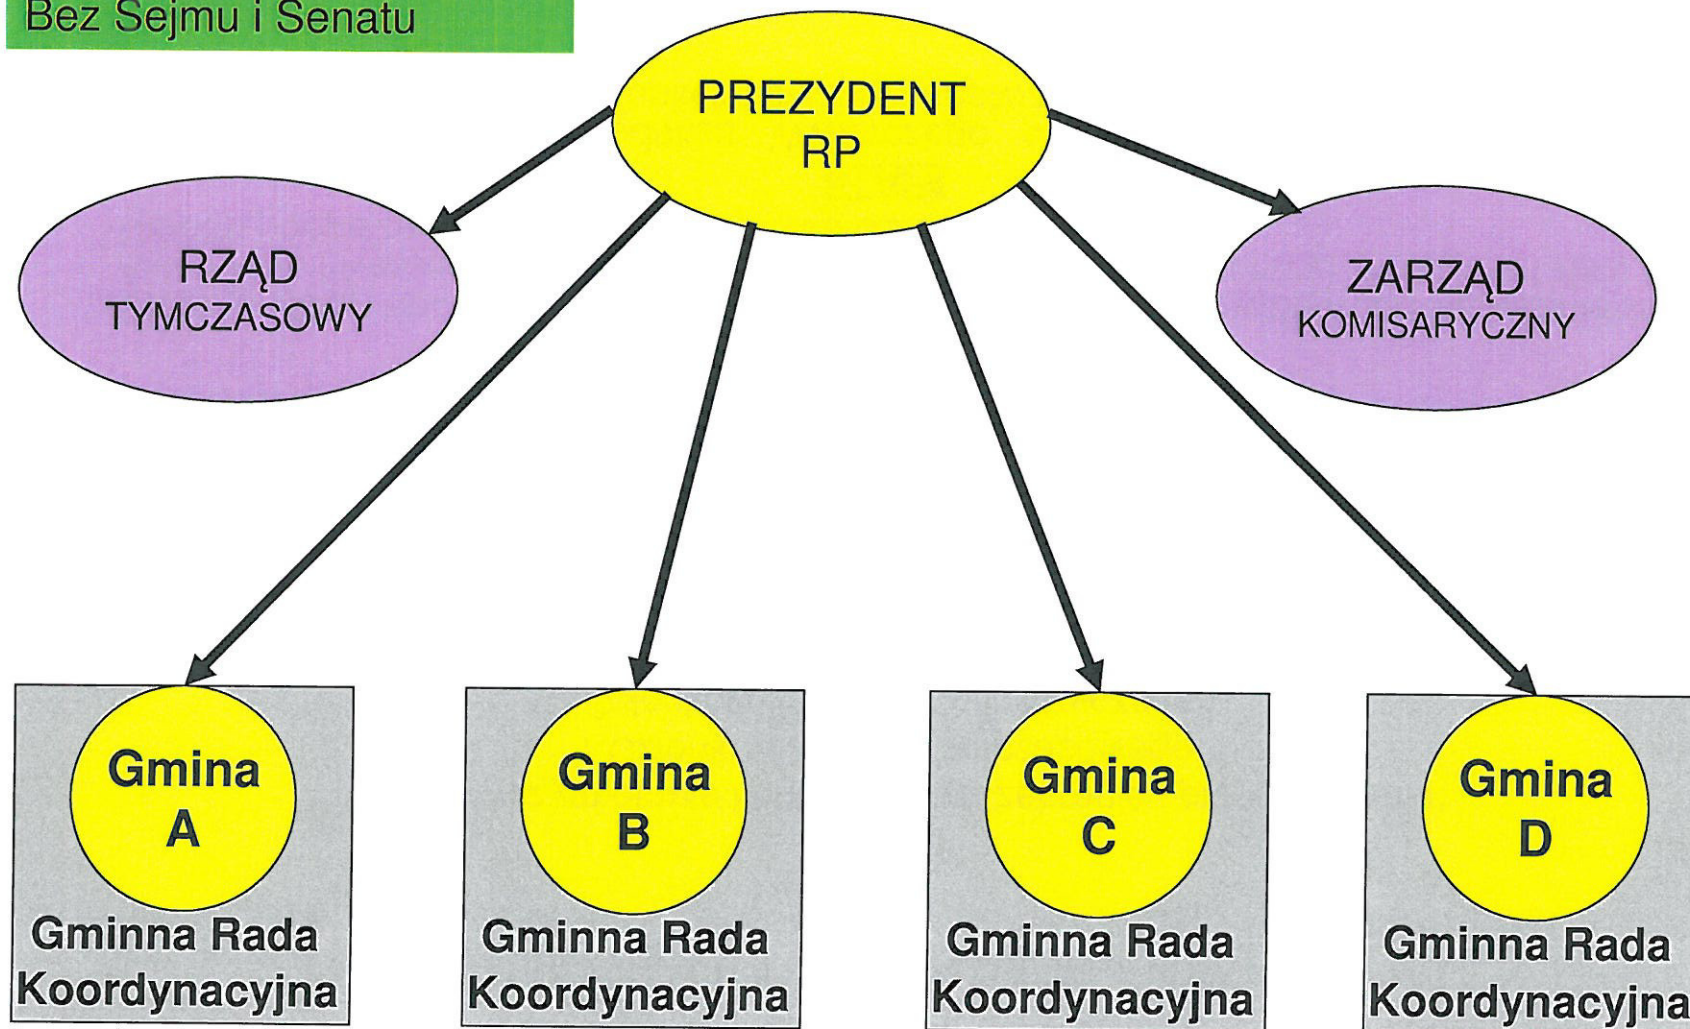 Bez Sejmu i Senatu
PREZYDENT
RP
RZĄD
TYMCZASOWY
ZARZĄD
KOMISARYCZNY
Gmina
A
Gminna Rada
Koordynacyjna
Gmina
B
Gminna Rada
Koordynacyjna
Gmina
C
Gminna Rada
Koordynacyjna
Gmina
D
Gminna Rada
Koordynacyjna